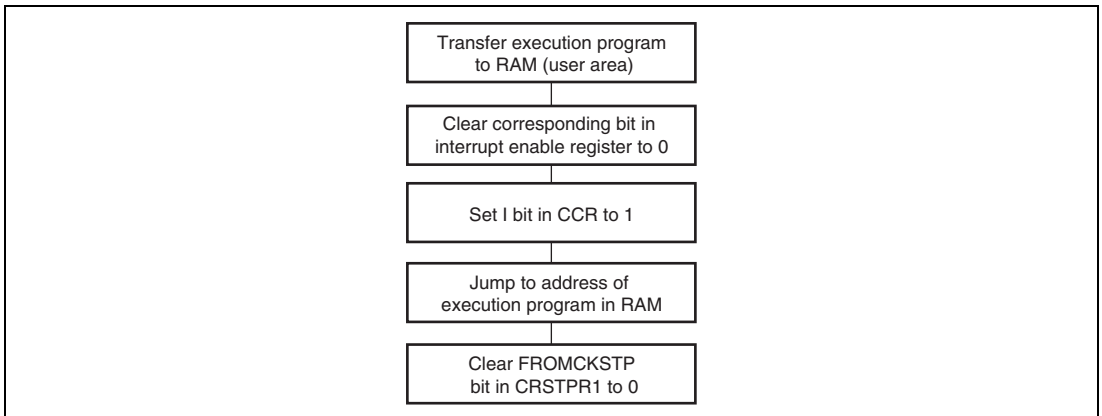 Transfer execution program
to RAM (user area)
Clear corresponding bit in
interrupt enable register to 0
Set I bit in CCR to 1
Jump to address of
execution program in RAM
Clear FROMCKSTP
bit in CRSTPR1 to 0